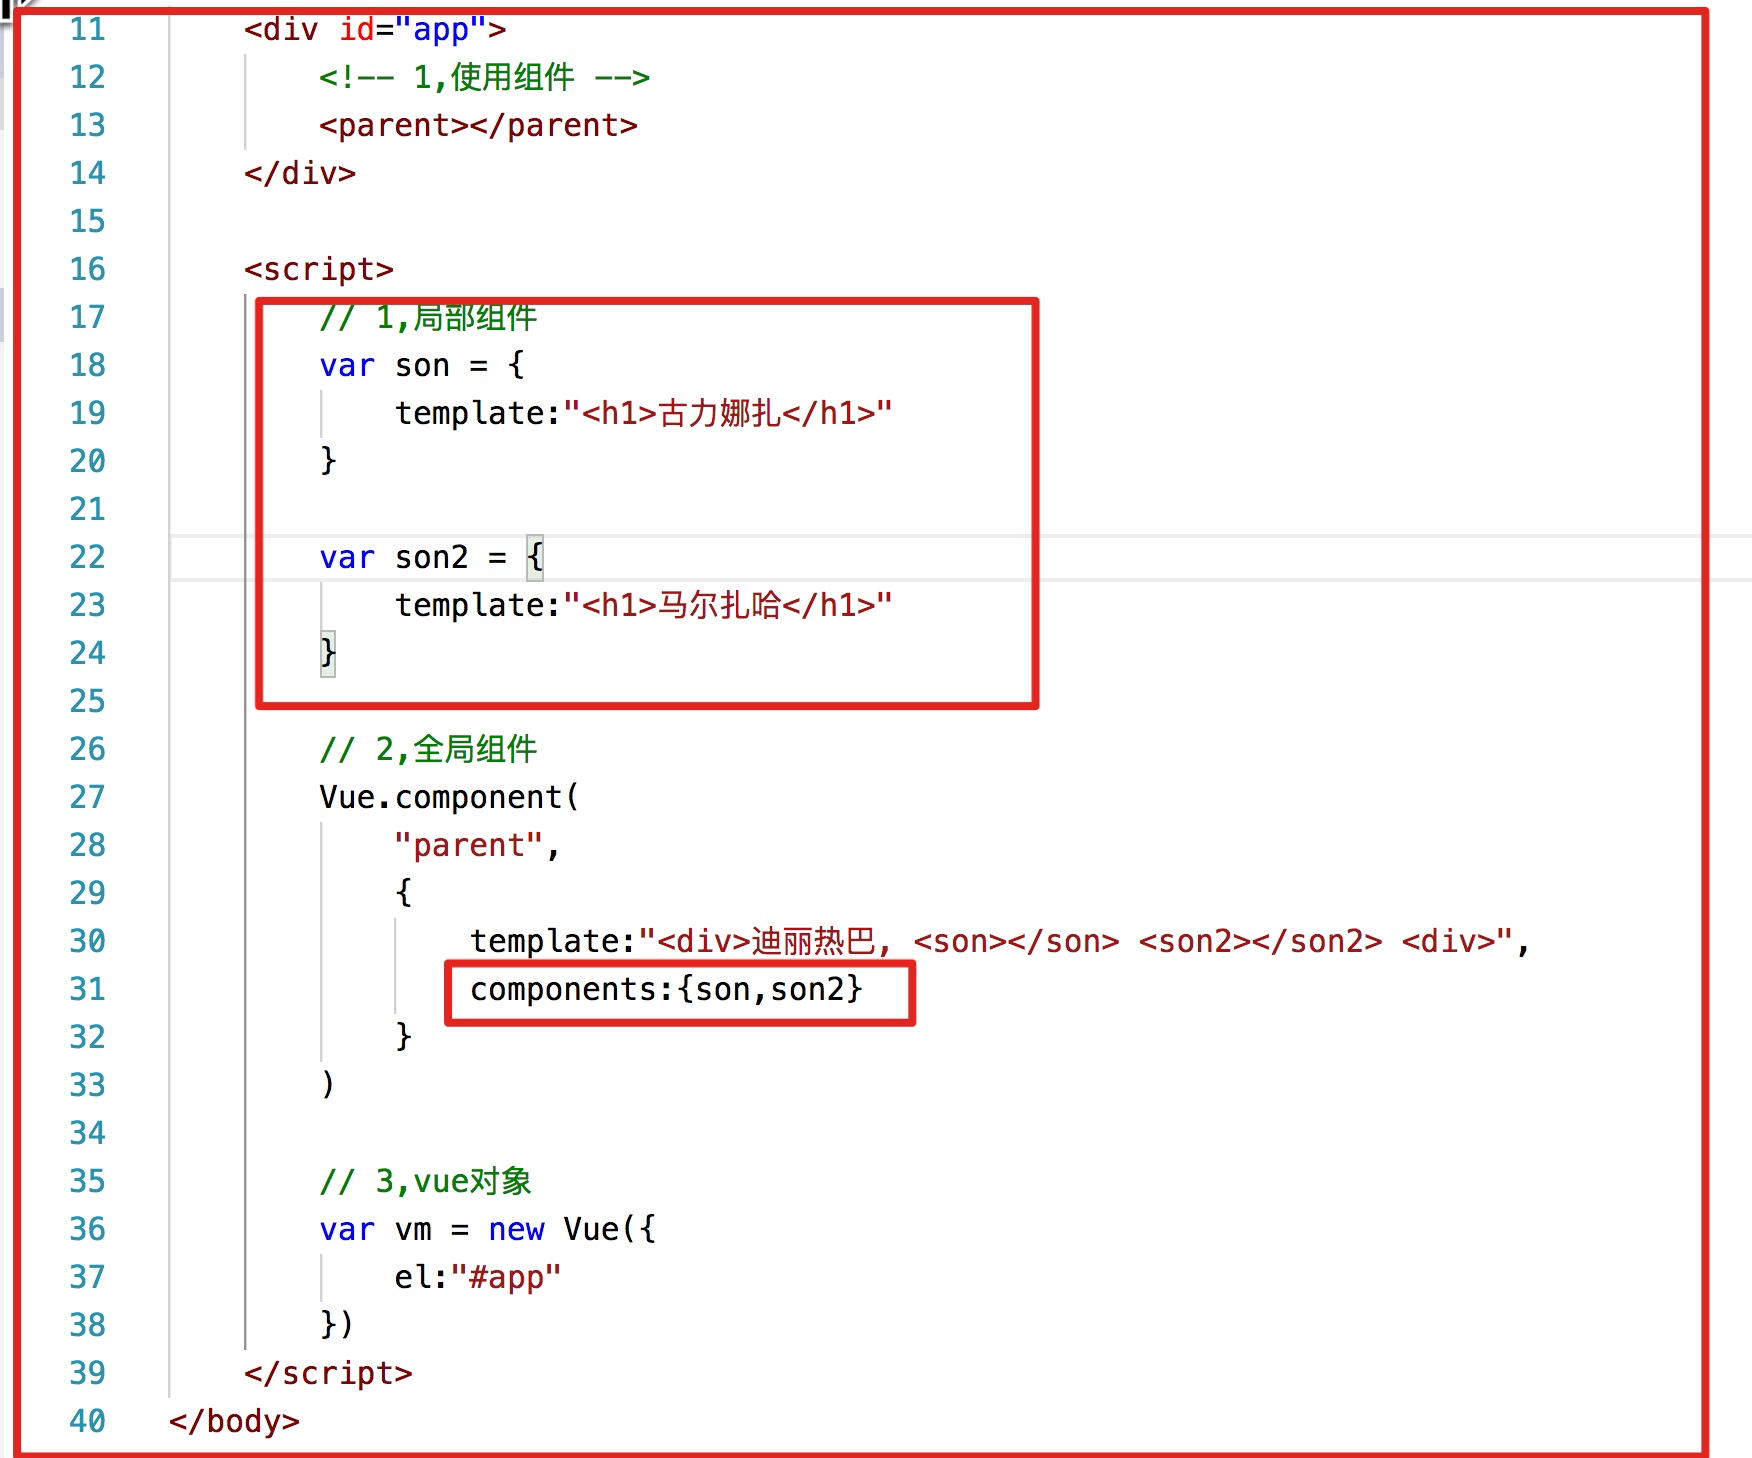 11 <div id="app">
12 <!-- 1,使用组件 -->
13 <parent></parent>
14 </div>
15
16 <script>
17 // 1,局部组件
18 var son = {
19 template:"<h1>古力娜扎</h1>"
20 }
21
22 var son2 = {
23 template:"<h1>马尔扎哈</h1>"
24 }
25
26 // 2,全局组件
27 Vue.component(
28 "parent",
29 {
30 template:"<div>迪丽热巴, <son></son> <son2></son2> <div>",
31 components:{son,son2}
32 }
33 )
34
35 // 3,vue对象
36 var vm = new Vue({
37 el:"#app"
38 })
39 </script>
40 </body>